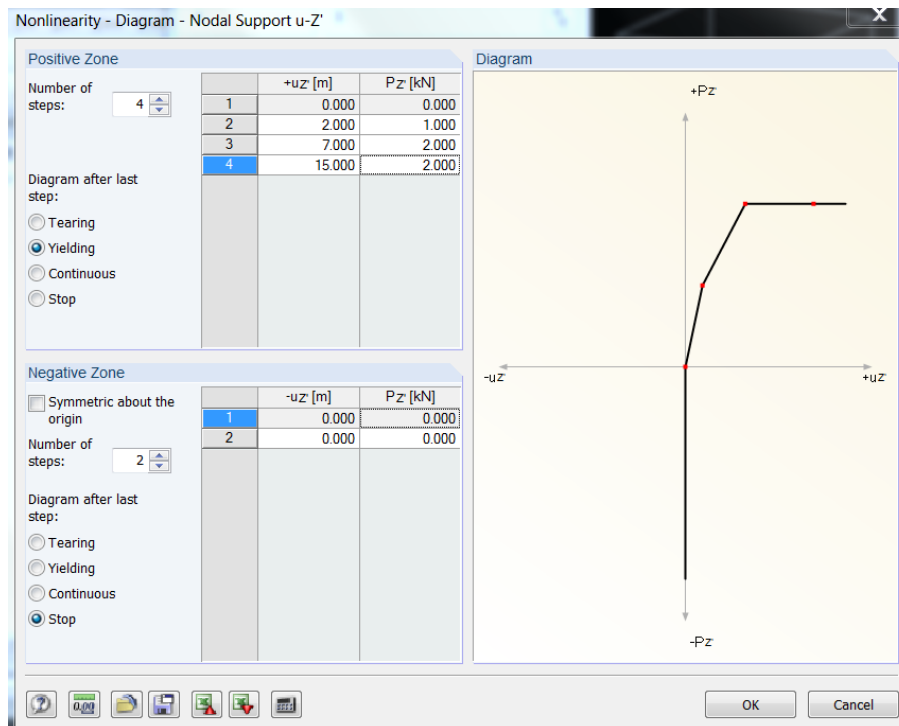 Nonlinearity - Diagram - Nodal Support u-Z'
X
Positive Zone
Number of steps: 4
+uz' [m] Pz' [kN]
1 0.000 0.000
2 2.000 1.000
3 7.000 2.000
4 15.000 2.000
Diagram after last step:
Tearing
Yielding
Continuous
Stop
Negative Zone
Symmetric about the origin
Number of steps: 2
-uz' [m] Pz' [kN]
1 0.000 0.000
2 0.000 0.000
Diagram after last step:
Tearing
Yielding
Continuous
Stop
Diagram
+Pz'
-uz'
+uz'
-Pz'
? 0,00
OK Cancel